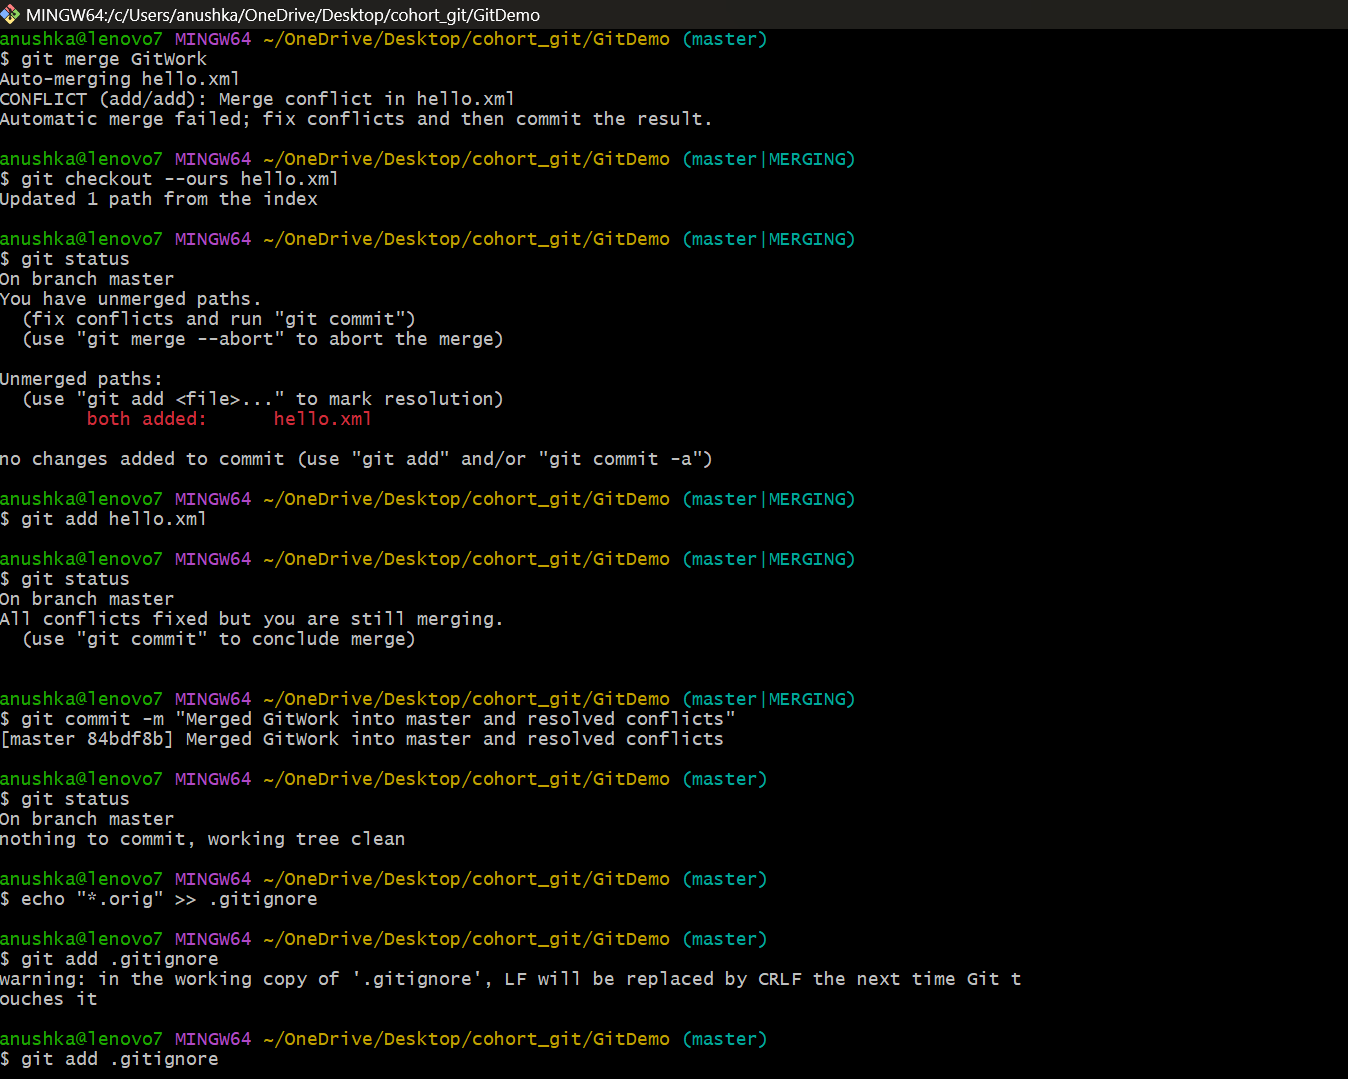 MINGW64:/c/Users/anushka/OneDrive/Desktop/cohort_git/GitDemo
anushka@lenovo7 MINGW64 ~/OneDrive/Desktop/cohort_git/GitDemo (master)
$ git merge GitWork
Auto-merging hello.xml
CONFLICT (add/add): Merge conflict in hello.xml
Automatic merge failed; fix conflicts and then commit the result.
anushka@lenovo7 MINGW64 ~/OneDrive/Desktop/cohort_git/GitDemo (master|MERGING)
$ git checkout --ours hello.xml
Updated 1 path from the index
anushka@lenovo7 MINGW64 ~/OneDrive/Desktop/cohort_git/GitDemo (master|MERGING)
$ git status
On branch master
You have unmerged paths.
  (fix conflicts and run "git commit")
  (use "git merge --abort" to abort the merge)
Unmerged paths:
  (use "git add <file>..." to mark resolution)
        both added:      hello.xml
no changes added to commit (use "git add" and/or "git commit -a")
anushka@lenovo7 MINGW64 ~/OneDrive/Desktop/cohort_git/GitDemo (master|MERGING)
$ git add hello.xml
anushka@lenovo7 MINGW64 ~/OneDrive/Desktop/cohort_git/GitDemo (master|MERGING)
$ git status
On branch master
All conflicts fixed but you are still merging.
  (use "git commit" to conclude merge)
anushka@lenovo7 MINGW64 ~/OneDrive/Desktop/cohort_git/GitDemo (master|MERGING)
$ git commit -m "Merged GitWork into master and resolved conflicts"
[master 84bdf8b] Merged GitWork into master and resolved conflicts
anushka@lenovo7 MINGW64 ~/OneDrive/Desktop/cohort_git/GitDemo (master)
$ git status
On branch master
nothing to commit, working tree clean
anushka@lenovo7 MINGW64 ~/OneDrive/Desktop/cohort_git/GitDemo (master)
$ echo "*.orig" >> .gitignore
anushka@lenovo7 MINGW64 ~/OneDrive/Desktop/cohort_git/GitDemo (master)
$ git add .gitignore
warning: in the working copy of '.gitignore', LF will be replaced by CRLF the next time Git t
ouches it
anushka@lenovo7 MINGW64 ~/OneDrive/Desktop/cohort_git/GitDemo (master)
$ git add .gitignore